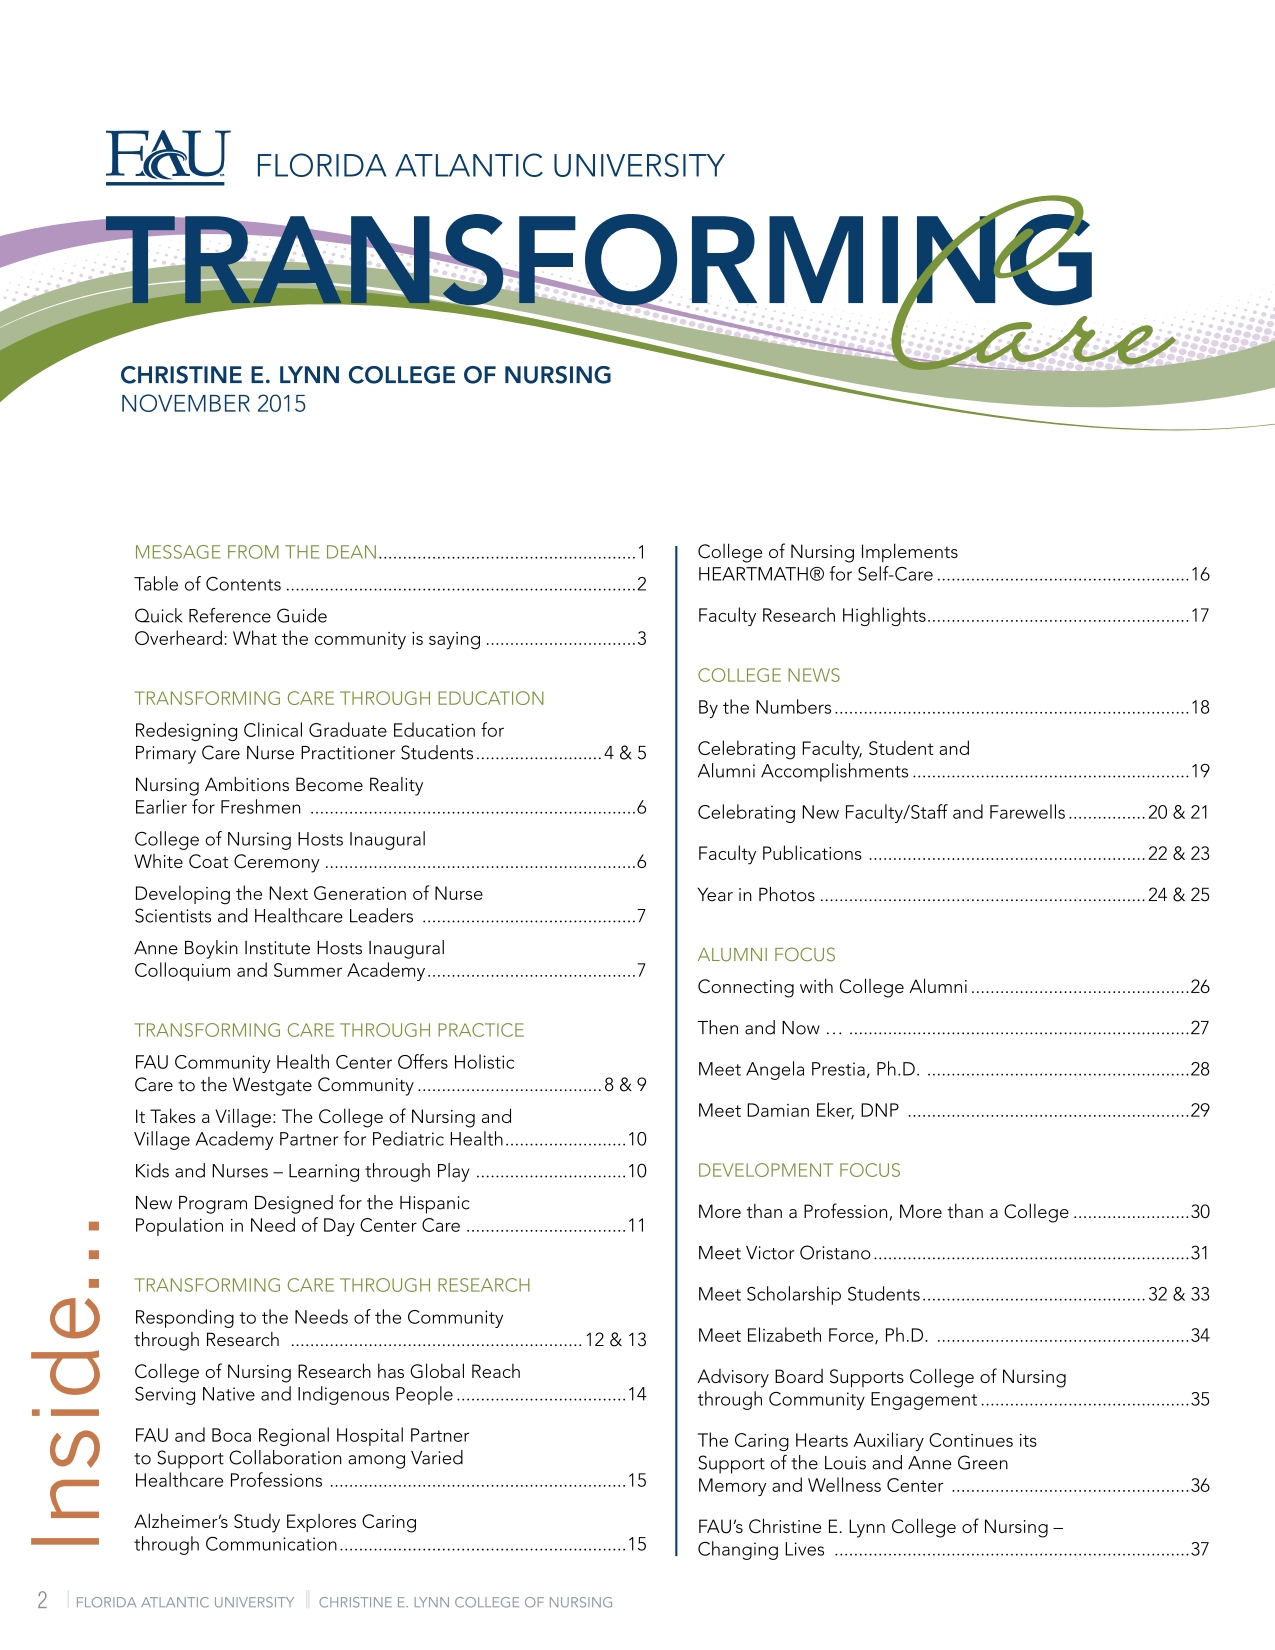 FAU FLORIDA ATLANTIC UNIVERSITY
TRANSFORMING
Care
CHRISTINE E. LYNN COLLEGE OF NURSING
NOVEMBER 2015
MESSAGE FROM THE DEAN.....................................................1
Table of Contents ........................................................................2
Quick Reference Guide
Overheard: What the community is saying ...............................3
TRANSFORMING CARE THROUGH EDUCATION
Redesigning Clinical Graduate Education for
Primary Care Nurse Practitioner Students..........................4 & 5
Nursing Ambitions Become Reality
Earlier for Freshmen ...................................................................6
College of Nursing Hosts Inaugural
White Coat Ceremony ................................................................6
Developing the Next Generation of Nurse
Scientists and Healthcare Leaders ............................................7
Anne Boykin Institute Hosts Inaugural
Colloquium and Summer Academy...........................................7
TRANSFORMING CARE THROUGH PRACTICE
FAU Community Health Center Offers Holistic
Care to the Westgate Community ......................................8 & 9
It Takes a Village: The College of Nursing and
Village Academy Partner for Pediatric Health.........................10
Kids and Nurses – Learning through Play ...............................10
New Program Designed for the Hispanic
Population in Need of Day Center Care .................................11
TRANSFORMING CARE THROUGH RESEARCH
Responding to the Needs of the Community
through Research ............................................................12 & 13
College of Nursing Research has Global Reach
Serving Native and Indigenous People...................................14
FAU and Boca Regional Hospital Partner
to Support Collaboration among Varied
Healthcare Professions .............................................................15
Alzheimer’s Study Explores Caring
through Communication...........................................................15
College of Nursing Implements
HEARTMATH® for Self-Care ....................................................16
Faculty Research Highlights......................................................17
COLLEGE NEWS
By the Numbers.........................................................................18
Celebrating Faculty, Student and
Alumni Accomplishments .........................................................19
Celebrating New Faculty/Staff and Farewells................20 & 21
Faculty Publications .........................................................22 & 23
Year in Photos ...................................................................24 & 25
ALUMNI FOCUS
Connecting with College Alumni.............................................26
Then and Now … ......................................................................27
Meet Angela Prestia, Ph.D. ......................................................28
Meet Damian Eker, DNP ..........................................................29
DEVELOPMENT FOCUS
More than a Profession, More than a College ........................30
Meet Victor Oristano.................................................................31
Meet Scholarship Students..............................................32 & 33
Meet Elizabeth Force, Ph.D. ....................................................34
Advisory Board Supports College of Nursing
through Community Engagement ...........................................35
The Caring Hearts Auxiliary Continues its
Support of the Louis and Anne Green
Memory and Wellness Center .................................................36
FAU’s Christine E. Lynn College of Nursing –
Changing Lives .........................................................................37
Inside...
2 FLORIDA ATLANTIC UNIVERSITY CHRISTINE E. LYNN COLLEGE OF NURSING